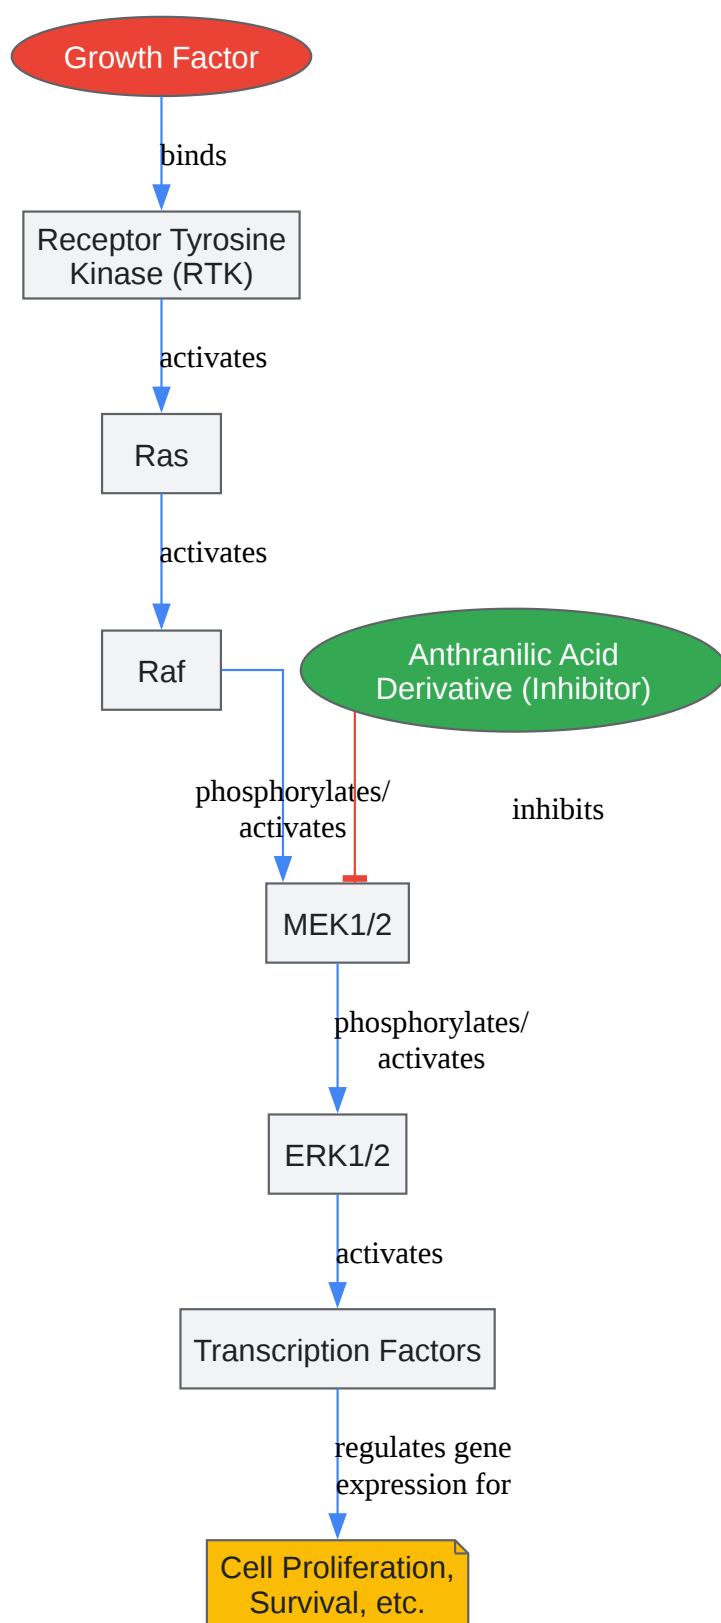 Growth Factor
binds
Receptor Tyrosine
Kinase (RTK)
activates
Ras
activates
Raf
Anthranilic Acid
Derivative (Inhibitor)
phosphorylates/
activates
inhibits
MEK1/2
phosphorylates/
activates
ERK1/2
activates
Transcription Factors
regulates gene
expression for
Cell Proliferation,
Survival, etc.